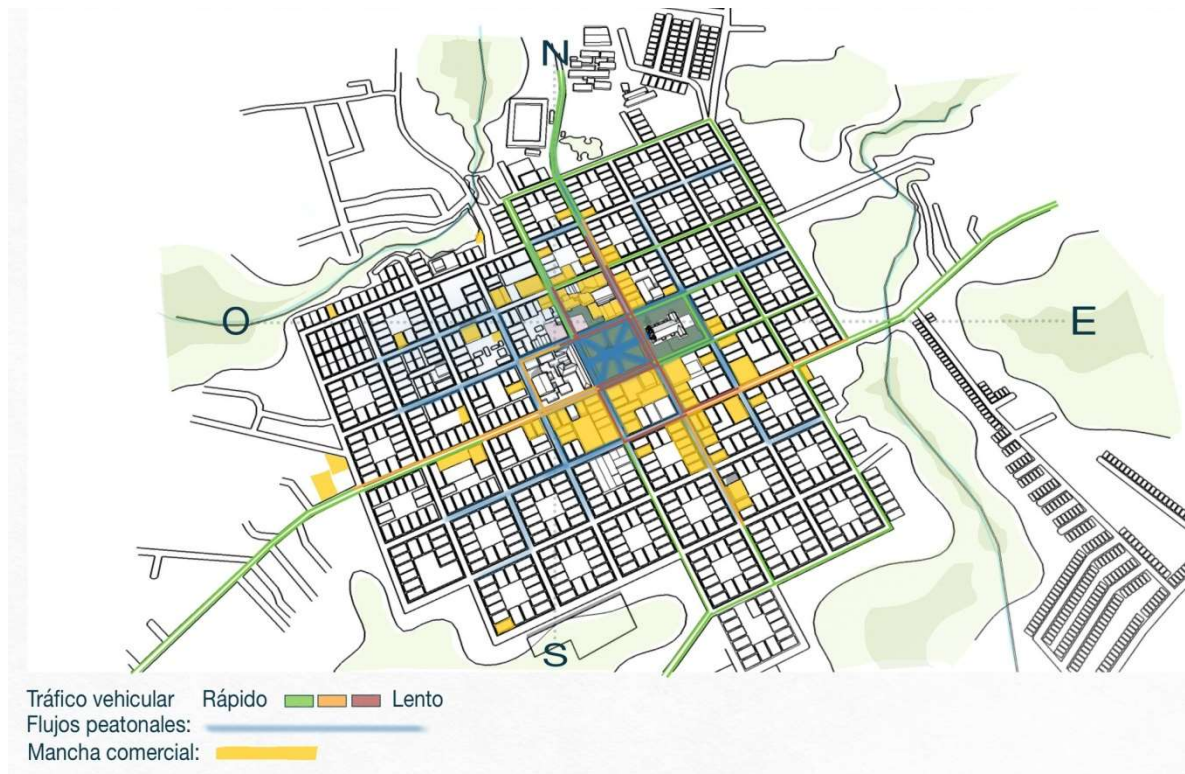 N
O
E
S
Tráfico vehicular Rápido Lento
Flujos peatonales:
Mancha comercial: